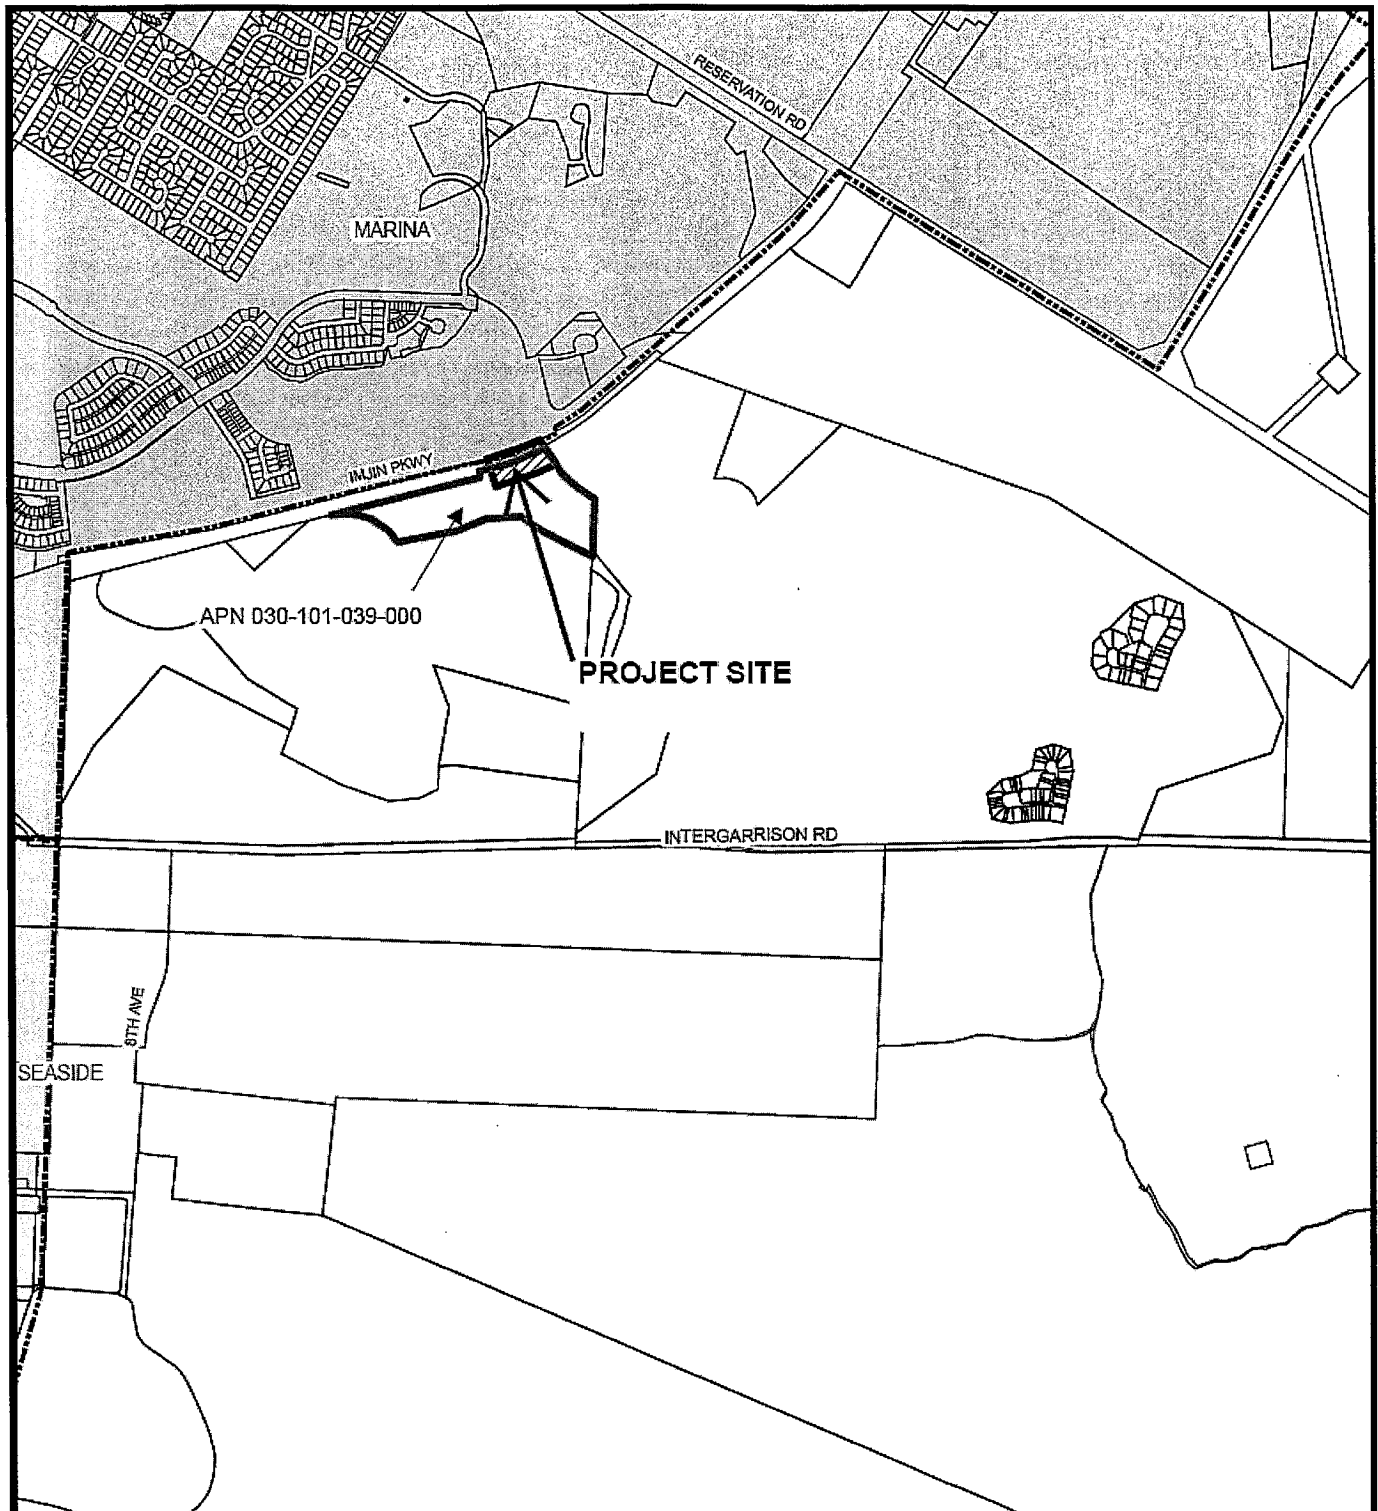 RESERVATION RD
MARINA
IMJIN PKWY
APN 030-101-039-000
PROJECT SITE
INTERGARRISON RD
8TH AVE
SEASIDE